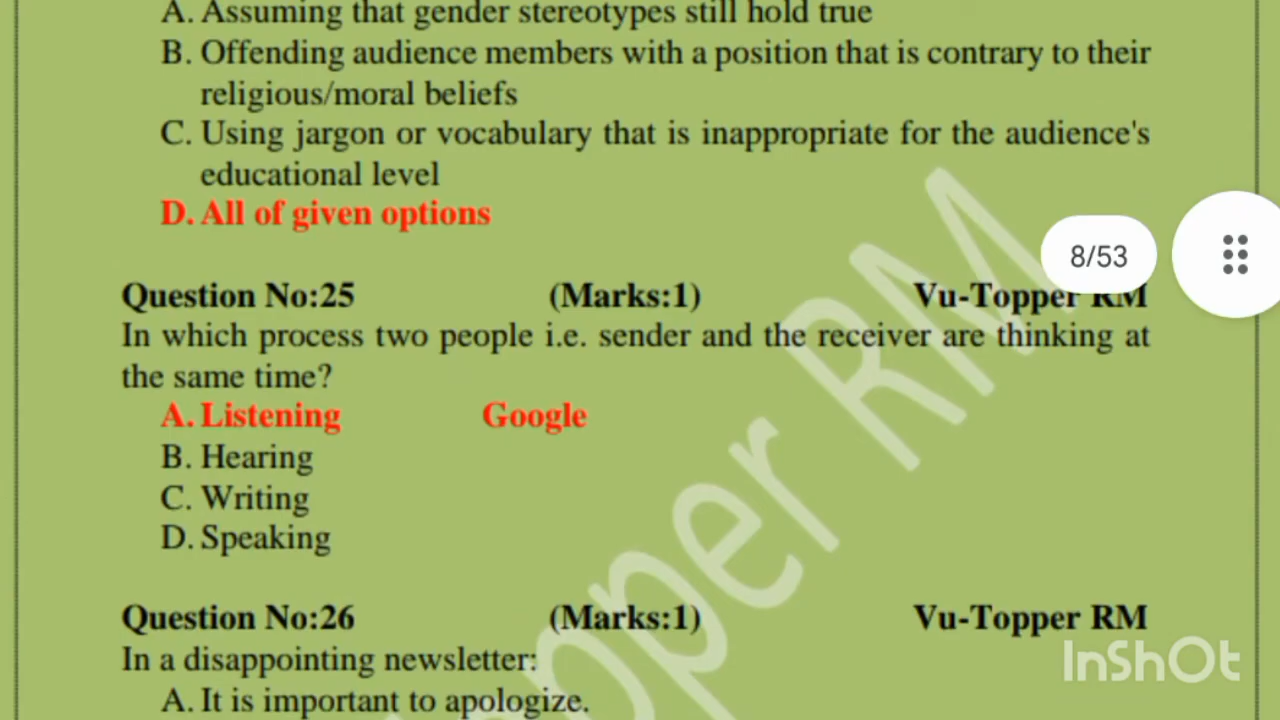 A. Assuming that gender stereotypes still hold true
B. Offending audience members with a position that is contrary to their
religious/moral beliefs
C. Using jargon or vocabulary that is inappropriate for the audience's
educational level
D. All of given options
8/53
Question No:25 (Marks:1) Vu-Topper RM
In which process two people i.e. sender and the receiver are thinking at
the same time?
A. Listening Google
B. Hearing
C. Writing
D. Speaking
Question No:26 (Marks:1) Vu-Topper RM
In a disappointing newsletter:
A. It is important to apologize.
opper RM
InShOt